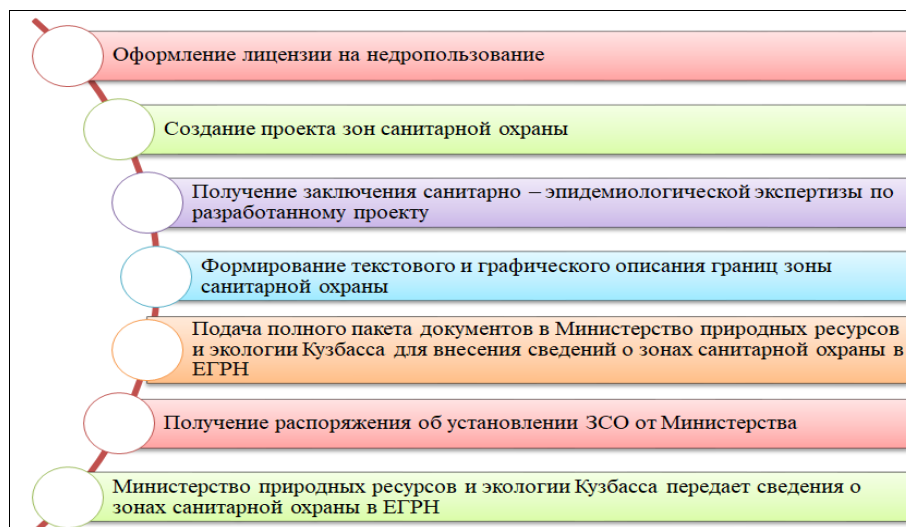 Оформление лицензии на недропользование
Создание проекта зон санитарной охраны
Получение заключения санитарно – эпидемиологической экспертизы по
разработанному проекту
Формирование текстового и графического описания границ зоны
санитарной охраны
Подача полного пакета документов в Министерство природных ресурсов
и экологии Кузбасса для внесения сведений о зонах санитарной охраны в
ЕГРН
Получение распоряжения об установлении ЗСО от Министерства
Министерство природных ресурсов и экологии Кузбасса передает сведения о
зонах санитарной охраны в ЕГРН